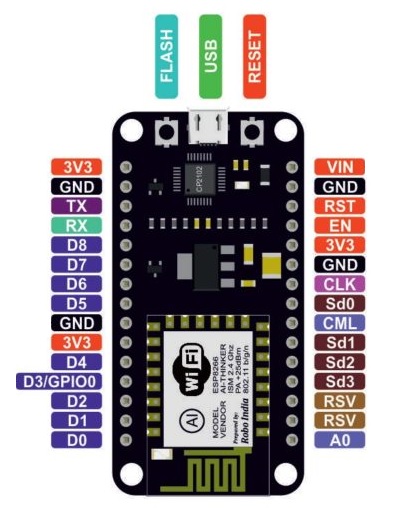 FLASH
USB
RESET
CP2102
3V3
GND
TX
RX
D8
D7
D6
D5
GND
3V3
D4
D3/GPIO0
D2
D1
D0
VIN
GND
RST
EN
3V3
GND
CLK
Sd0
CML
Sd1
Sd2
Sd3
RSV
RSV
A0
Wi Fi
AI
MODEL ESP8266
VENDOR AI-THINKER
ISM 2.4 Ghz
PA +25dBm
802.11 b/g/n
Prepared by:
Robo India